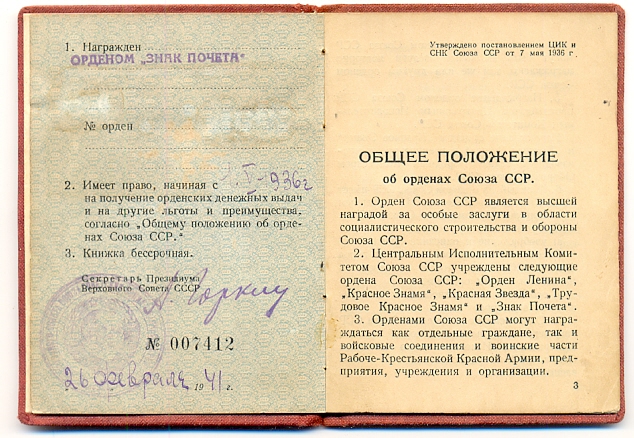 1. Награжден
ОРДЕНОМ „ЗНАК ПОЧЕТА“
№ орден
2. Имеет право, начиная с 936г
на получение орденских денежных выдач
и на другие льготы и преимущества,
согласно „Общему положению об орде-
нах Союза ССР.“
3. Книжка бессрочная.
Секретарь Президиума
Верховного Совета СССР
А. Горкин
№ 007412
26 февраля 1941 г.
Утверждено постановлением ЦИК и
СНК Союза ССР от 7 мая 1936 г
ОБЩЕЕ ПОЛОЖЕНИЕ
об орденах Союза ССР.
1. Орден Союза ССР является высшей
наградой за особые заслуги в области
социалистического строительства и обороны
Союза ССР.
2. Центральным Исполнительным Коми-
тетом Союза ССР учреждены следующие
ордена Союза ССР: „Орден Ленина“,
„Красное Знамя“, „Красная Звезда“, „Тру-
довое Красное Знамя“ и „Знак Почета“.
3. Орденами Союза ССР могут награ-
ждаться как отдельные граждане, так и
войсковые соединения и воинские части
Рабоче-Крестьянской Красной Армии, пред-
приятия, учреждения и организации.
3